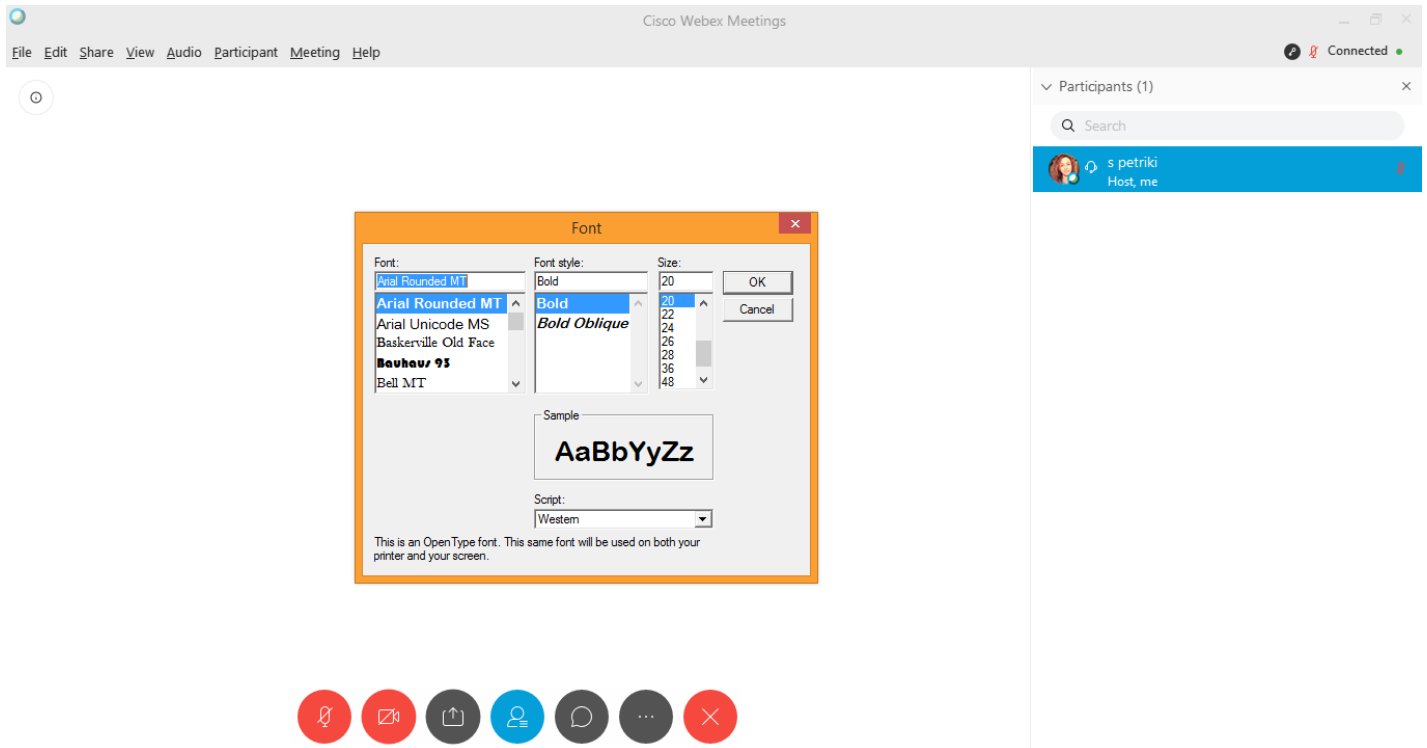 Cisco Webex Meetings
File Edit Share View Audio Participant Meeting Help
Connected
Participants (1)
Search
s petriki
Host, me
Font
Font:
Font style:
Size:
Arial Rounded MT
Bold
20
OK
Cancel
Arial Rounded MT
Arial Unicode MS
Baskerville Old Face
Bauhaus 93
Bell MT
Bold
Bold Oblique
20
22
24
26
28
36
48
Sample
AaBbYyZz
Script:
Western
This is an OpenType font. This same font will be used on both your
printer and your screen.